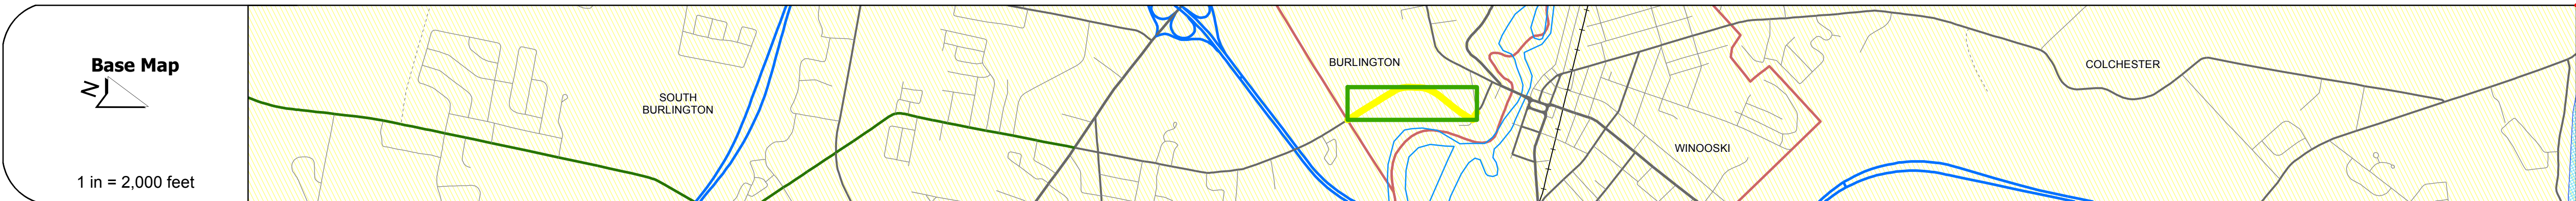 Base Map
N
1 in = 2,000 feet
SOUTH
BURLINGTON
BURLINGTON
WINOOSKI
COLCHESTER